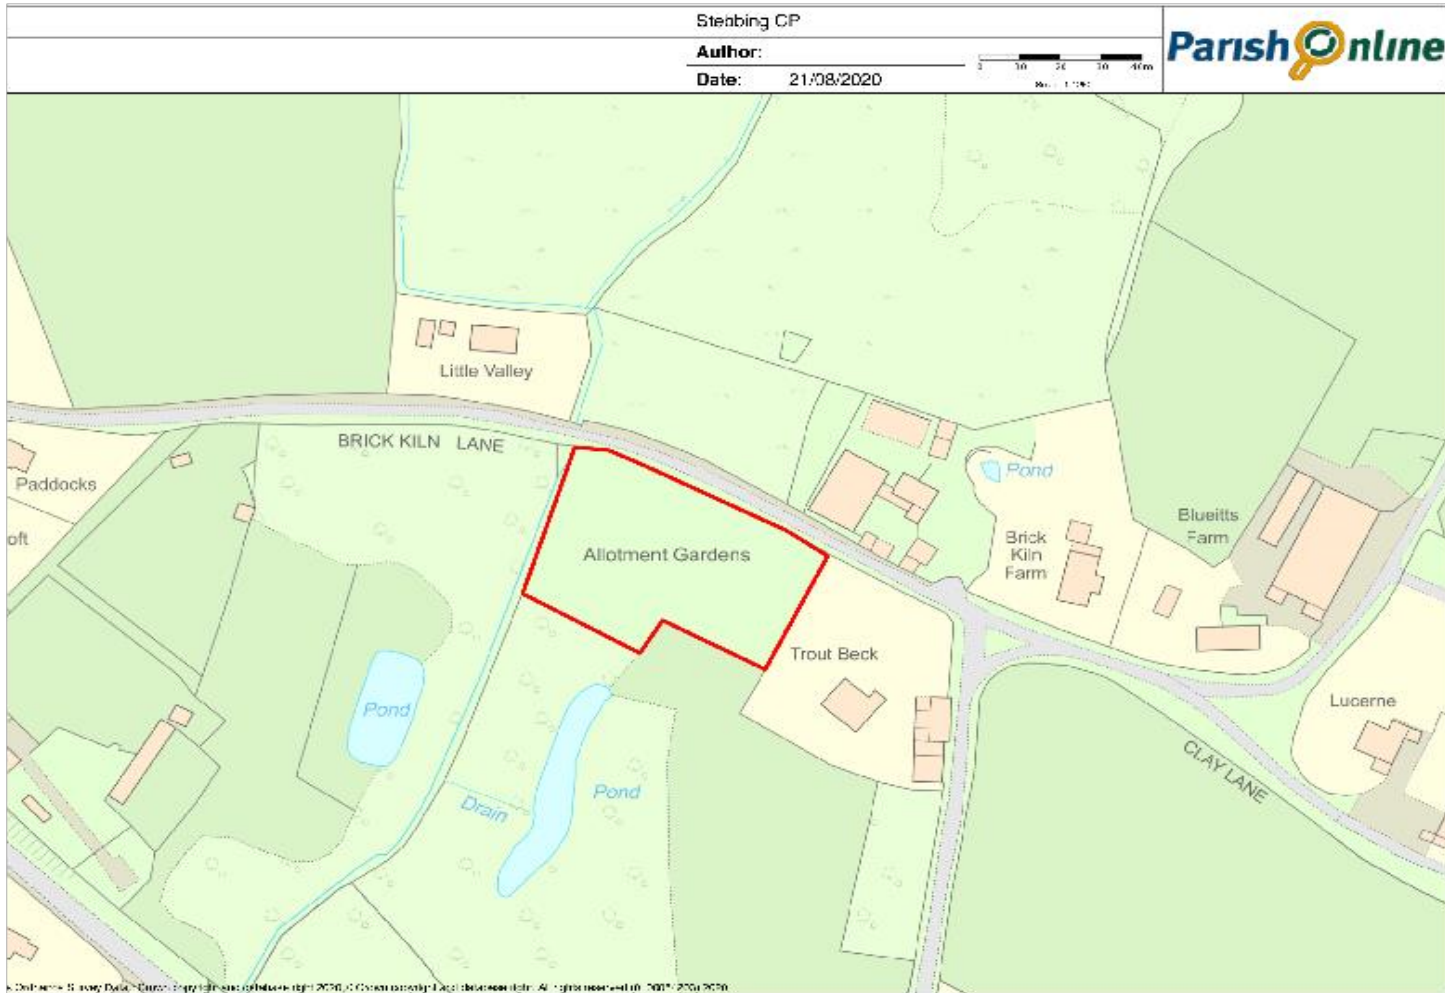 Stebbing CP
Author:
Date: 21/08/2020
Parish Online
Little Valley
BRICK KILN LANE
Paddocks
oft
Allotment Gardens
Pond
Brick
Kiln
Farm
Blueitts
Farm
Trout Beck
Lucerne
Pond
CLAY LANE
Pond
Drain